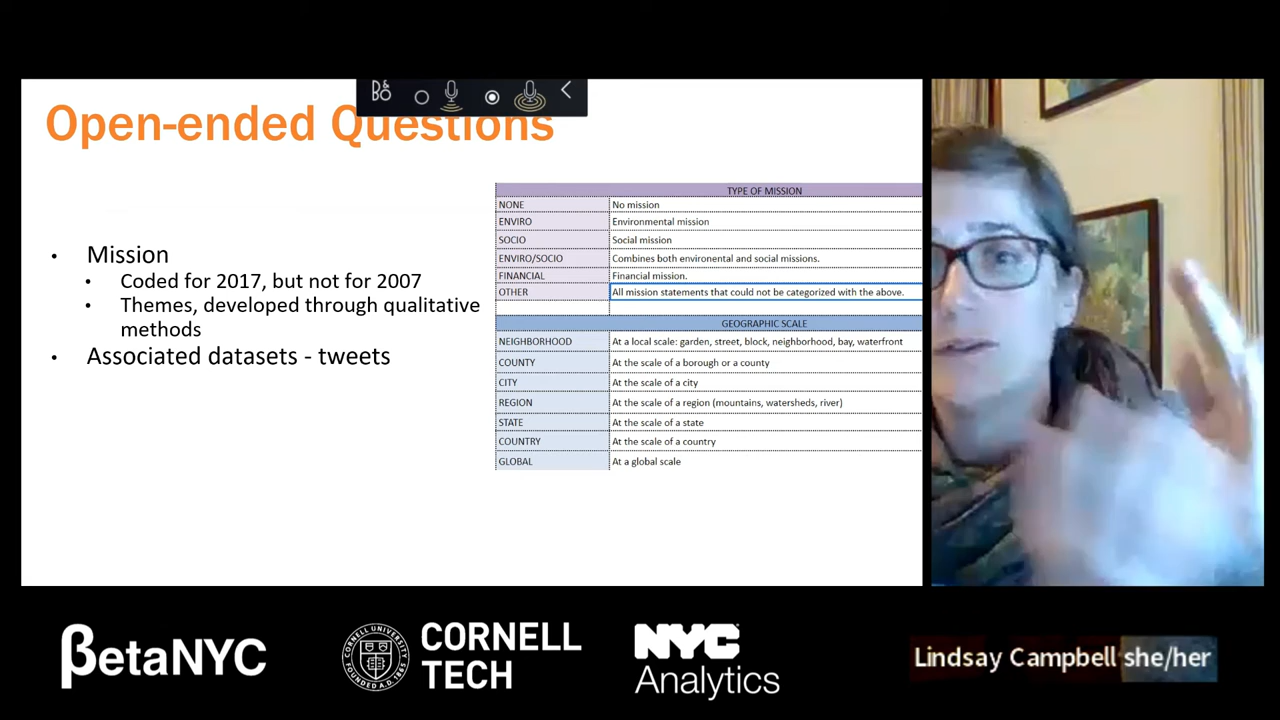 B&O
Open-ended Questions
• Mission
• Coded for 2017, but not for 2007
• Themes, developed through qualitative
methods
• Associated datasets - tweets
TYPE OF MISSION
NONE No mission
ENVIRO Environmental mission
SOCIO Social mission
ENVIRO/SOCIO Combines both environental and social missions.
FINANCIAL Financial mission.
OTHER All mission statements that could not be categorized with the above.
GEOGRAPHIC SCALE
NEIGHBORHOOD At a local scale: garden, street, block, neighborhood, bay, waterfront
COUNTY At the scale of a borough or a county
CITY At the scale of a city
REGION At the scale of a region (mountains, watersheds, river)
STATE At the scale of a state
COUNTRY At the scale of a country
GLOBAL At a global scale
βetaNYC
CORNELL
TECH
NYC
Analytics
Lindsay Campbell she/her